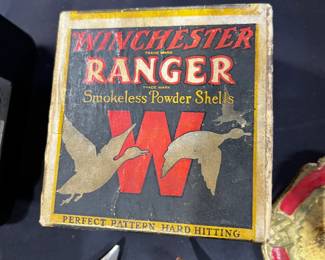 WINCHESTER
TRADE MARK
RANGER
TRADE MARK
Smokeless Powder Shells
W
PERFECT PATTERN HARD HITTING